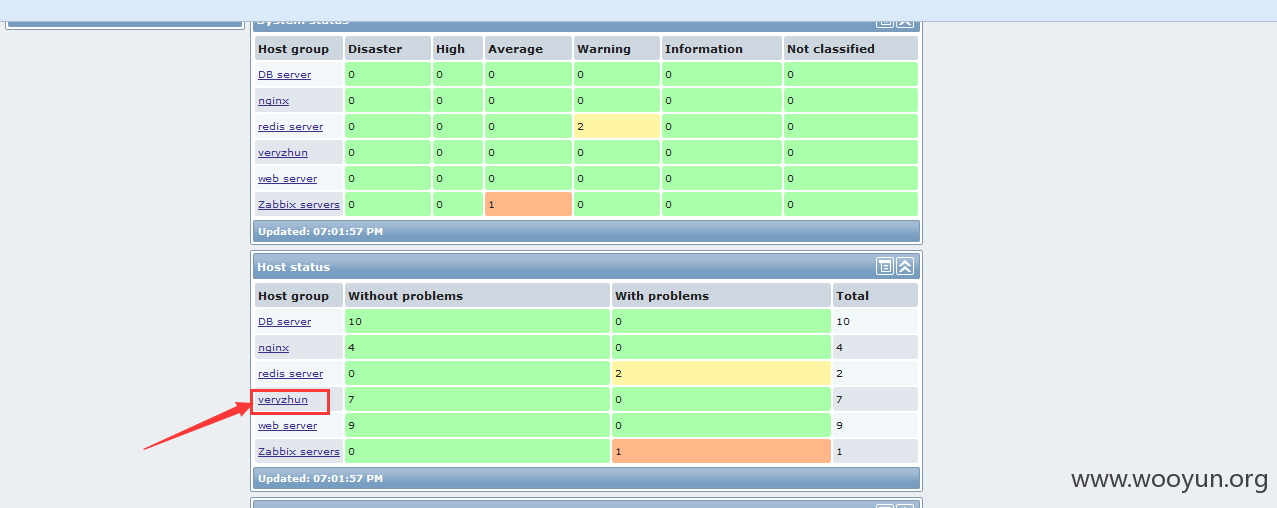 System status
Host group Disaster High Average Warning Information Not classified
DB server 0 0 0 0 0 0
nginx 0 0 0 0 0 0
redis server 0 0 0 2 0 0
veryzhun 0 0 0 0 0 0
web server 0 0 0 0 0 0
Zabbix servers 0 0 1 0 0 0
Updated: 07:01:57 PM
Host status
Host group Without problems With problems Total
DB server 10 0 10
nginx 4 0 4
redis server 0 2 2
veryzhun 7 0 7
web server 9 0 9
Zabbix servers 0 1 1
Updated: 07:01:57 PM
www.wooyun.org